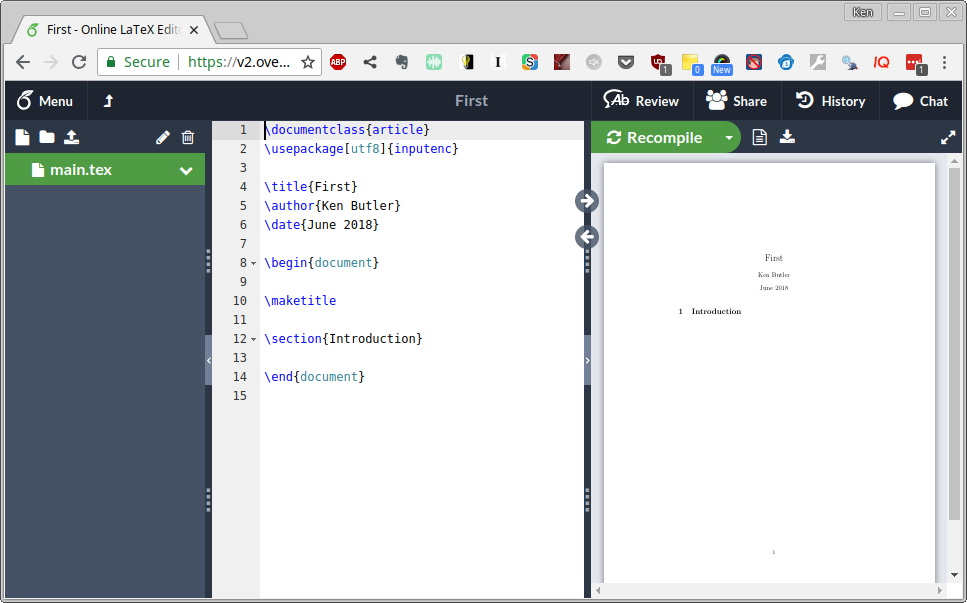 Ken
First - Online LaTeX Edit
Secure https://v2.ove...
ABP
I
S
1
0
New
IQ
1
Menu
First
Ab Review
Share
History
Chat
Recompile
main.tex
1 \documentclass{article}
2 \usepackage[utf8]{inputenc}
3
4 \title{First}
5 \author{Ken Butler}
6 \date{June 2018}
7
8 \begin{document}
9
10 \maketitle
11
12 \section{Introduction}
13
14 \end{document}
15
First
Ken Butler
June 2018
1 Introduction
1